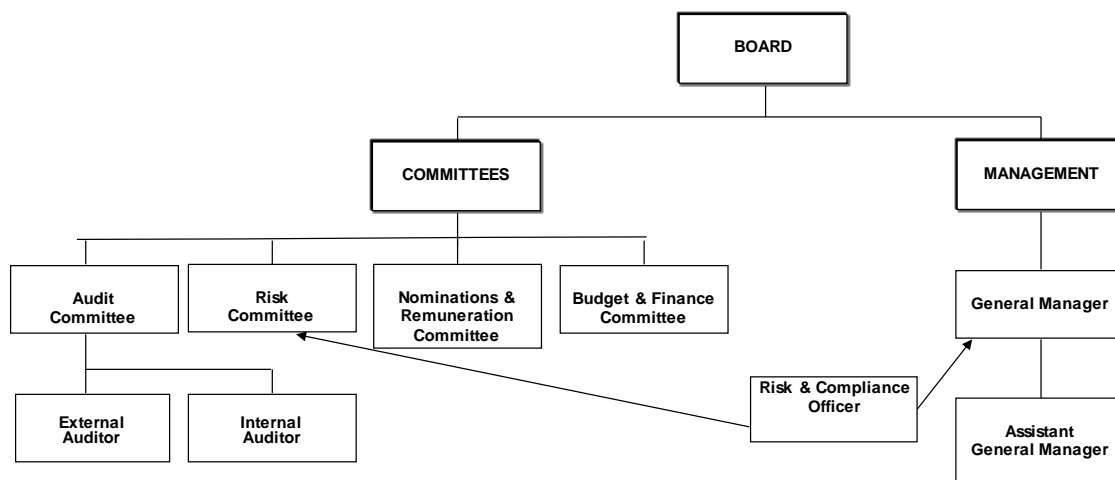 BOARD
COMMITTEES
MANAGEMENT
Audit
Committee
Risk
Committee
Nominations &
Remuneration
Committee
Budget & Finance
Committee
General Manager
External
Auditor
Internal
Auditor
Risk & Compliance
Officer
Assistant
General Manager